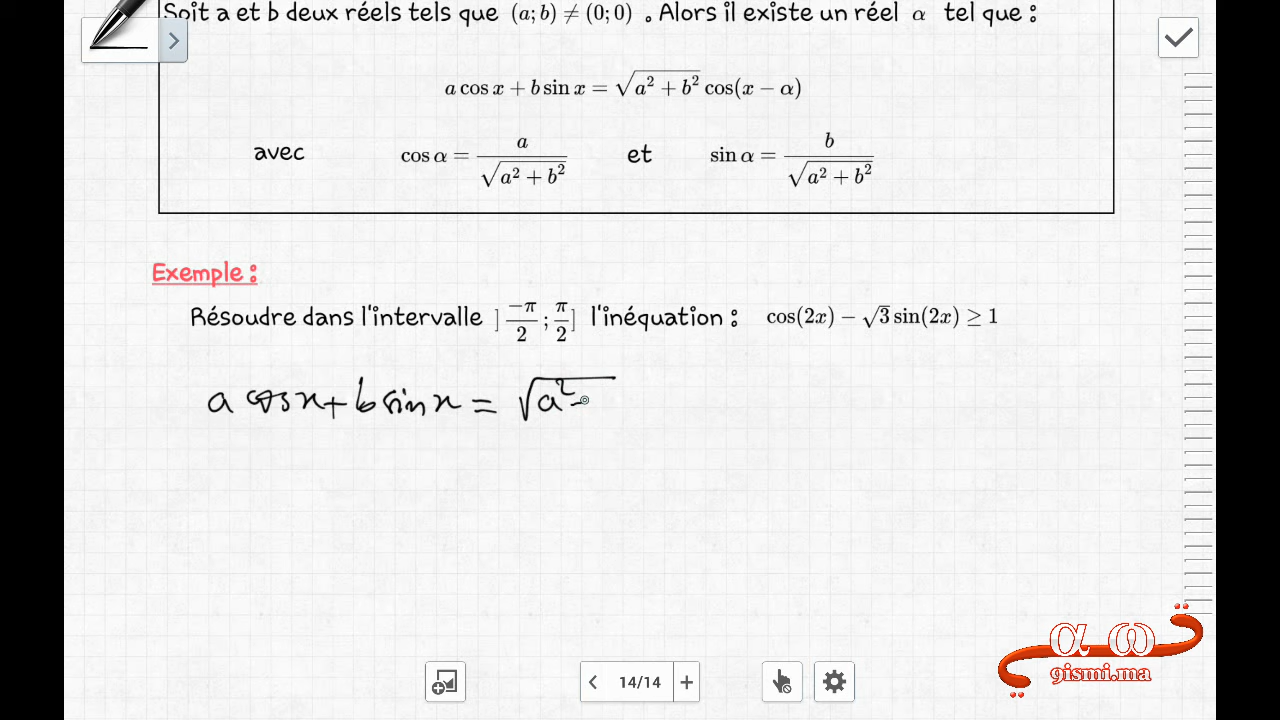 Soit a et b deux réels tels que (a; b) ≠ (0; 0) . Alors il existe un réel α tel que :
a cos x + b sin x = √(a² + b²) cos(x − α)
avec cos α = a / √(a² + b²) et sin α = b / √(a² + b²)
Exemple :
Résoudre dans l'intervalle ] −π/2 ; π/2 ] l'inéquation : cos(2x) − √3 sin(2x) ≥ 1
a cos x + b sin x = √a²
α ω
gismi.ma
14/14